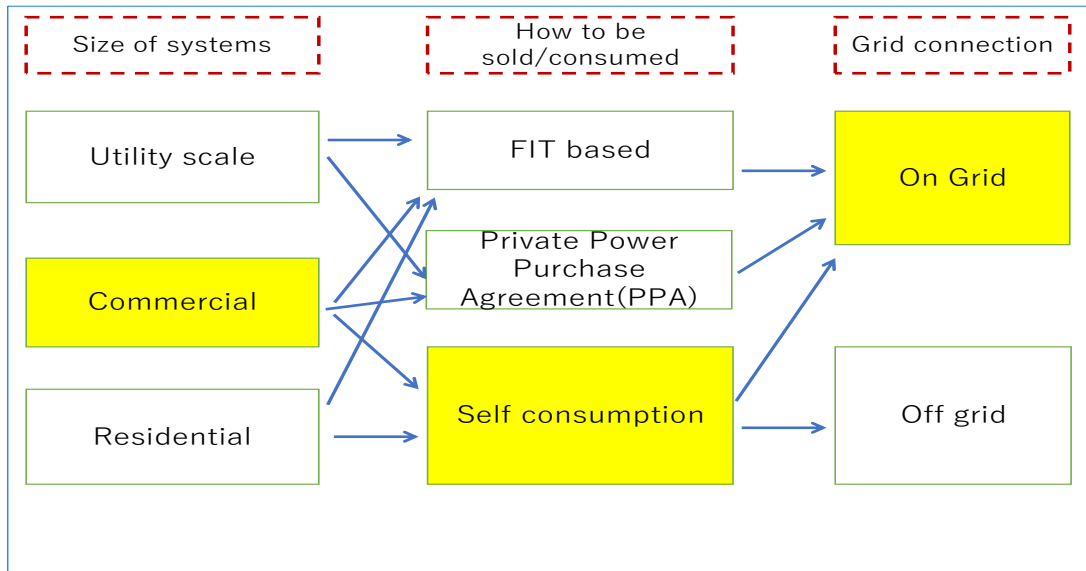 Size of systems
How to be
sold/consumed
Grid connection
Utility scale
FIT based
On Grid
Private Power
Purchase
Agreement(PPA)
Commercial
Self consumption
Off grid
Residential